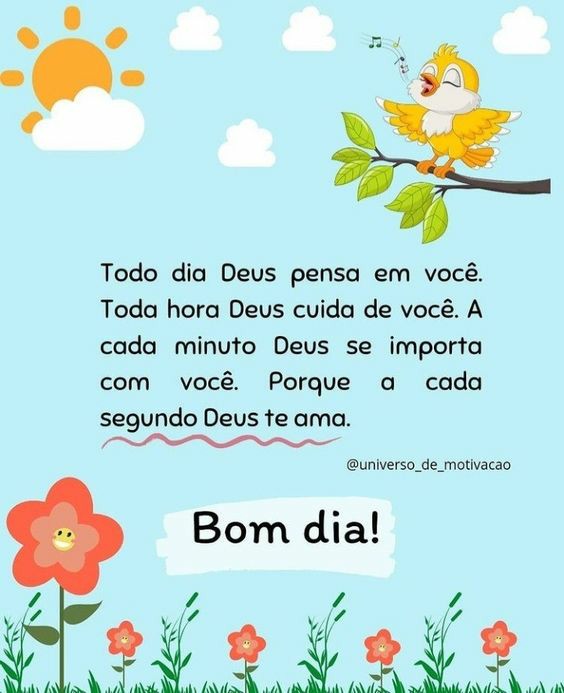 Todo dia Deus pensa em você.
Toda hora Deus cuida de você. A
cada minuto Deus se importa
com você. Porque a cada
segundo Deus te ama.
@universo_de_motivacao
Bom dia!